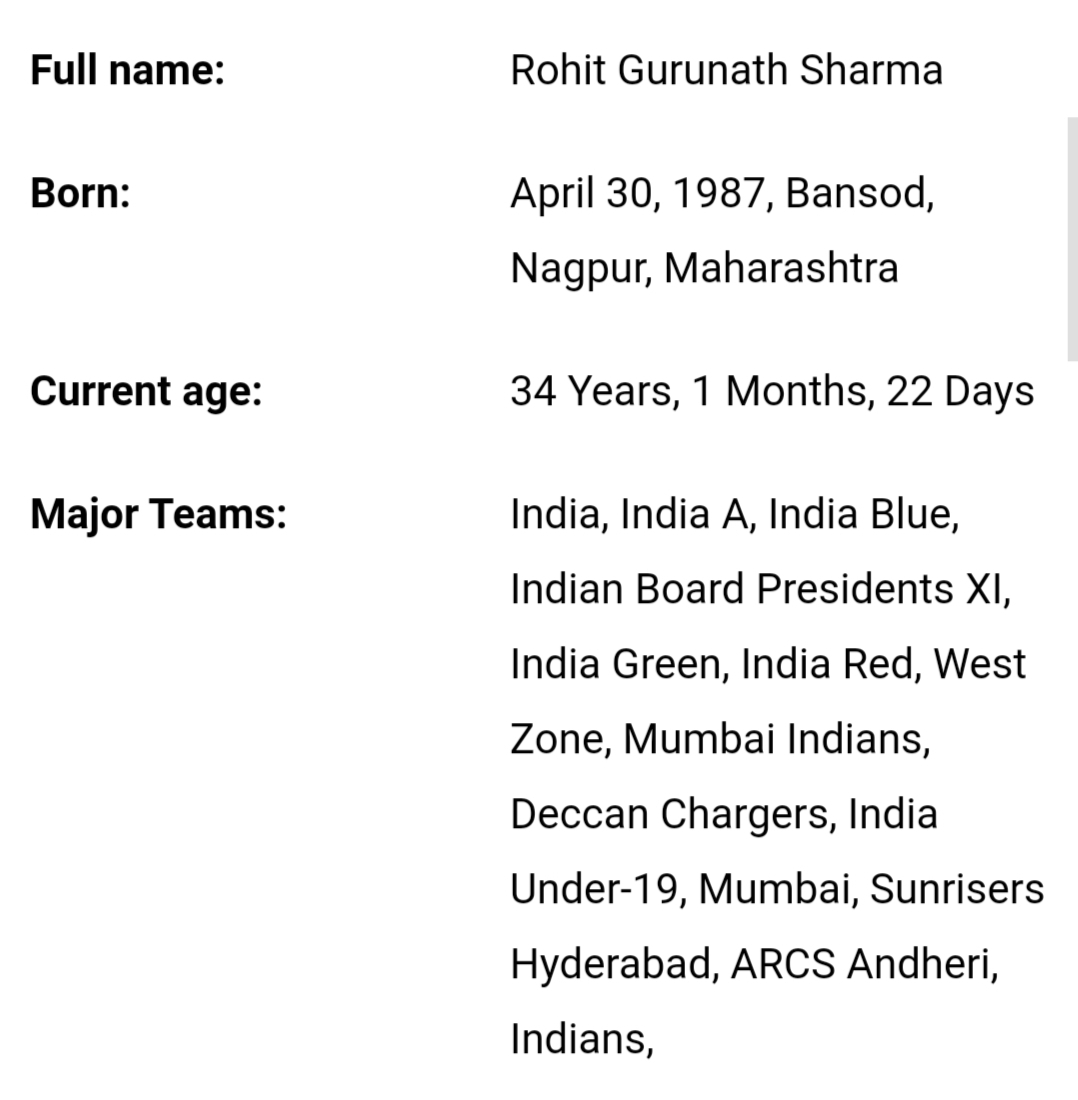 Full name: Rohit Gurunath Sharma
Born: April 30, 1987, Bansod,
Nagpur, Maharashtra
Current age: 34 Years, 1 Months, 22 Days
Major Teams: India, India A, India Blue,
Indian Board Presidents XI,
India Green, India Red, West
Zone, Mumbai Indians,
Deccan Chargers, India
Under-19, Mumbai, Sunrisers
Hyderabad, ARCS Andheri,
Indians,